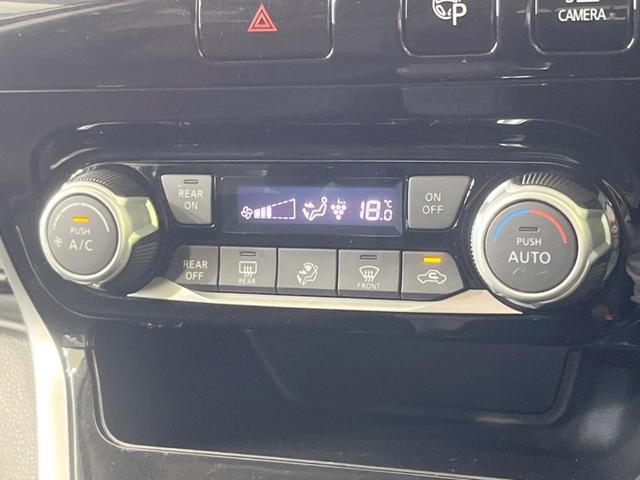 P
CAMERA
REAR
ON
PUSH
A/C
18.0
°C
ON
OFF
PUSH
AUTO
REAR
OFF
REAR
FRONT